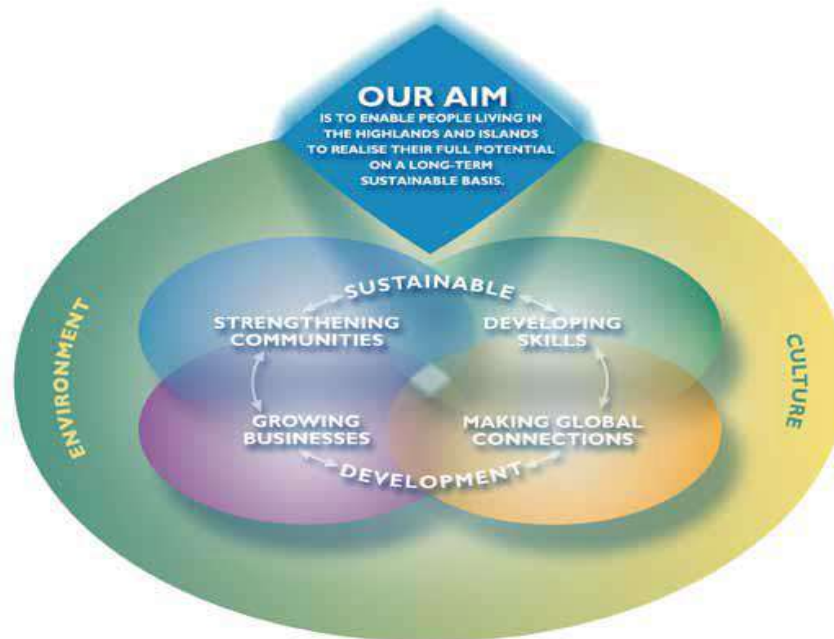 OUR AIM
IS TO ENABLE PEOPLE LIVING IN
THE HIGHLANDS AND ISLANDS
TO REALISE THEIR FULL POTENTIAL
ON A LONG-TERM
SUSTAINABLE BASIS.
ENVIRONMENT
SUSTAINABLE
STRENGTHENING
COMMUNITIES
DEVELOPING
SKILLS
CULTURE
GROWING
BUSINESSES
MAKING GLOBAL
CONNECTIONS
DEVELOPMENT